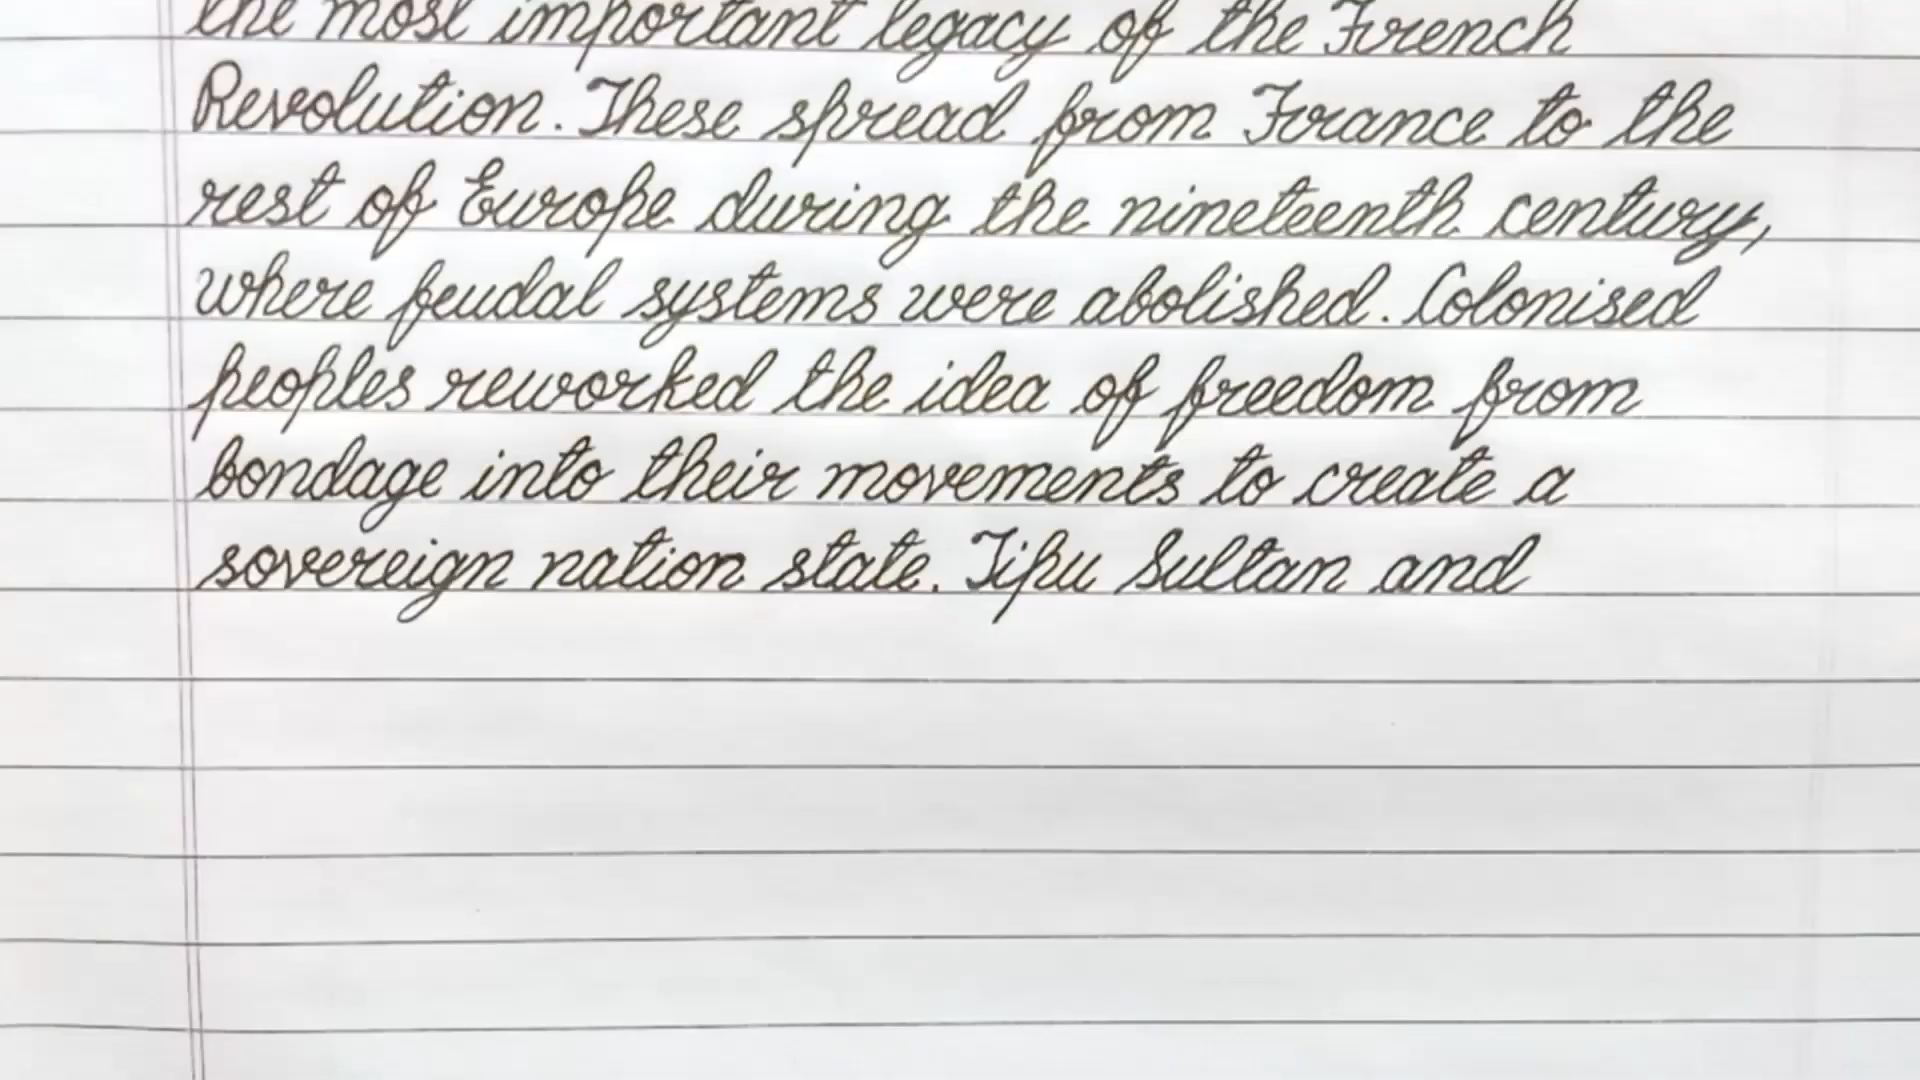 the most important legacy of the French
Revolution. These spread from France to the
rest of Europe during the nineteenth century,
where feudal systems were abolished. Colonised
peoples reworked the idea of freedom from
bondage into their movements to create a
sovereign nation state. Tipu Sultan and